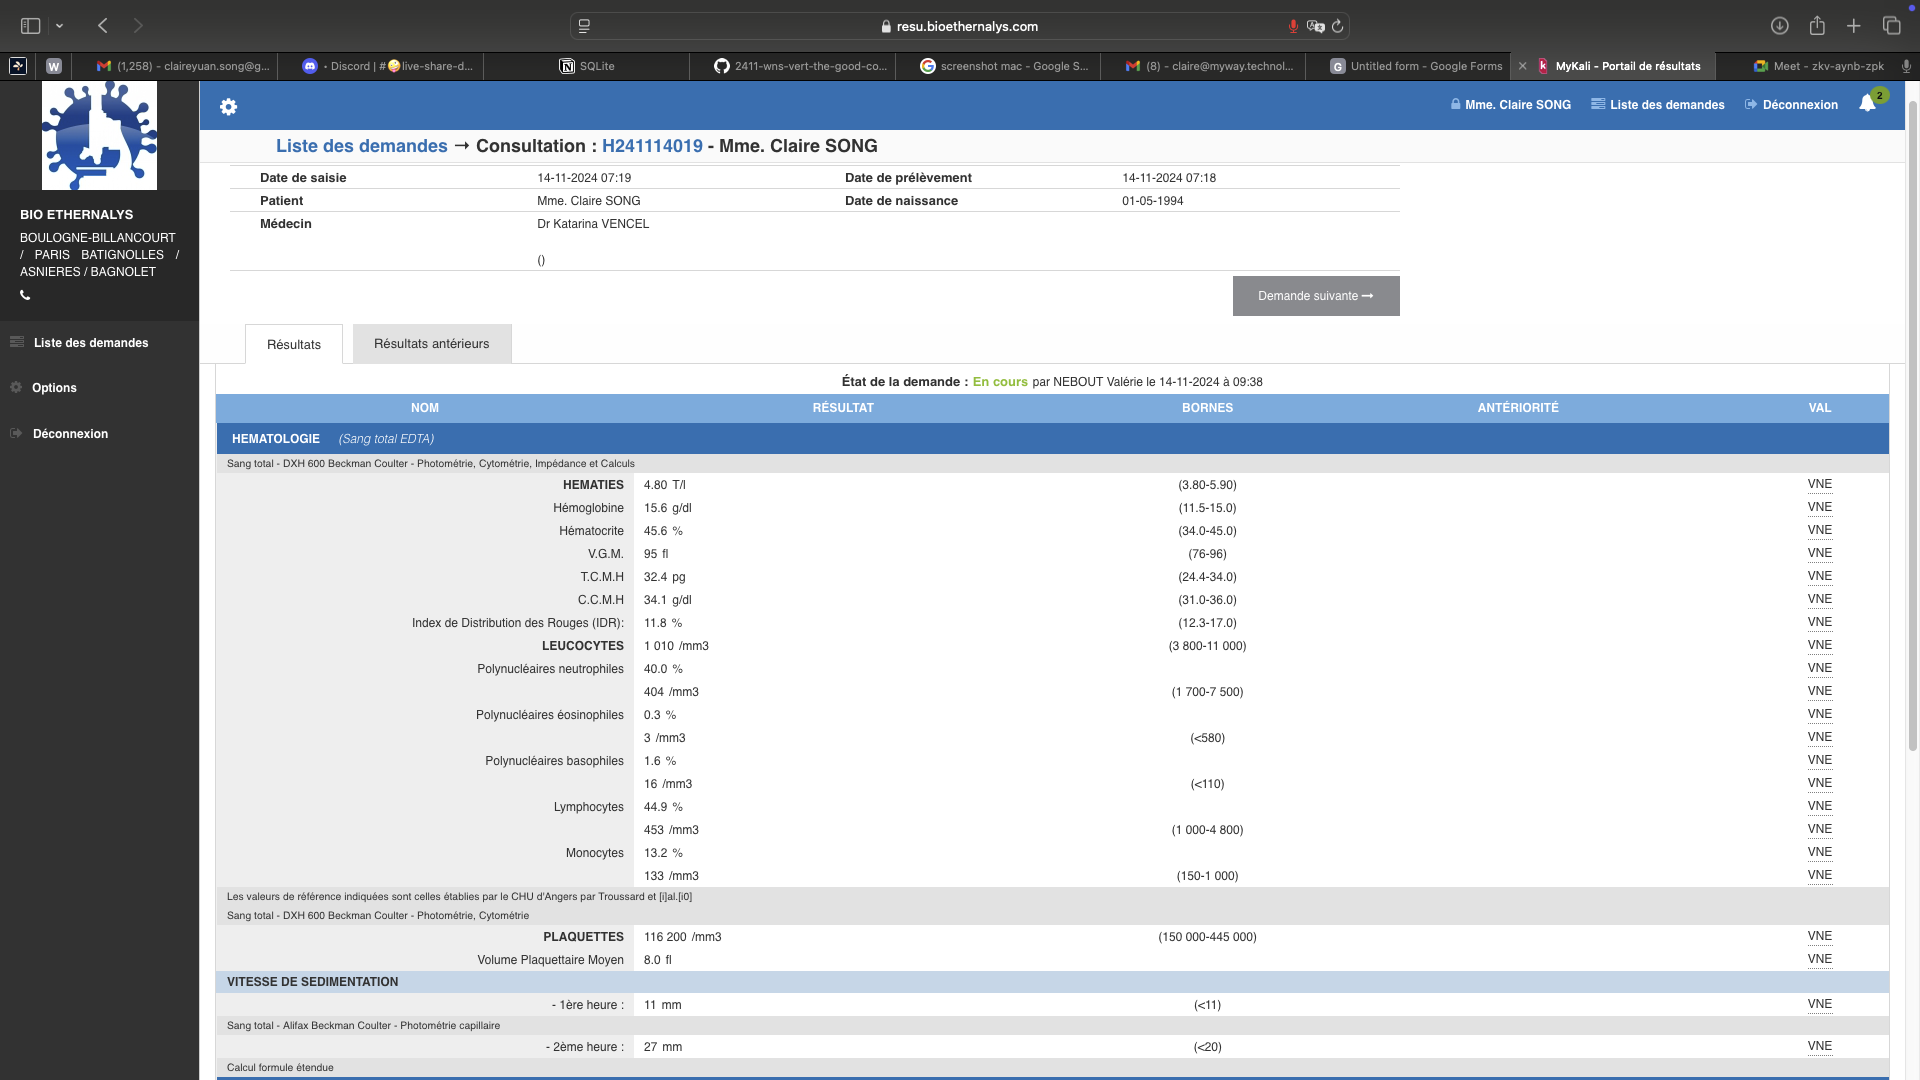 resu.bioethernalys.com
W
(1,258) - claireyuan.song@g...
• Discord | #🤪live-share-d...
SQLite
2411-wns-vert-the-good-co...
screenshot mac - Google S...
(8) - claire@myway.technol...
Untitled form - Google Forms
MyKali - Portail de résultats
Meet - zkv-aynb-zpk
Mme. Claire SONG
Liste des demandes
Déconnexion
2
Liste des demandes → Consultation : H241114019 - Mme. Claire SONG
BIO ETHERNALYS
BOULOGNE-BILLANCOURT
/ PARIS BATIGNOLLES /
ASNIERES / BAGNOLET
Liste des demandes
Options
Déconnexion
Date de saisie 14-11-2024 07:19 Date de prélèvement 14-11-2024 07:18
Patient Mme. Claire SONG Date de naissance 01-05-1994
Médecin Dr Katarina VENCEL
()
Demande suivante →
Résultats Résultats antérieurs
État de la demande : En cours par NEBOUT Valérie le 14-11-2024 à 09:38
NOM RÉSULTAT BORNES ANTÉRIORITÉ VAL
HEMATOLOGIE (Sang total EDTA)
Sang total - DXH 600 Beckman Coulter - Photométrie, Cytométrie, Impédance et Calculs
HEMATIES 4.80 T/l (3.80-5.90) VNE
Hémoglobine 15.6 g/dl (11.5-15.0) VNE
Hématocrite 45.6 % (34.0-45.0) VNE
V.G.M. 95 fl (76-96) VNE
T.C.M.H 32.4 pg (24.4-34.0) VNE
C.C.M.H 34.1 g/dl (31.0-36.0) VNE
Index de Distribution des Rouges (IDR): 11.8 % (12.3-17.0) VNE
LEUCOCYTES 1 010 /mm3 (3 800-11 000) VNE
Polynucléaires neutrophiles 40.0 % VNE
404 /mm3 (1 700-7 500) VNE
Polynucléaires éosinophiles 0.3 % VNE
3 /mm3 (<580) VNE
Polynucléaires basophiles 1.6 % VNE
16 /mm3 (<110) VNE
Lymphocytes 44.9 % VNE
453 /mm3 (1 000-4 800) VNE
Monocytes 13.2 % VNE
133 /mm3 (150-1 000) VNE
Les valeurs de référence indiquées sont celles établies par le CHU d'Angers par Troussard et [i]al.[i0]
Sang total - DXH 600 Beckman Coulter - Photométrie, Cytométrie
PLAQUETTES 116 200 /mm3 (150 000-445 000) VNE
Volume Plaquettaire Moyen 8.0 fl VNE
VITESSE DE SEDIMENTATION
- 1ère heure : 11 mm (<11) VNE
Sang total - Alifax Beckman Coulter - Photométrie capillaire
- 2ème heure : 27 mm (<20) VNE
Calcul formule étendue